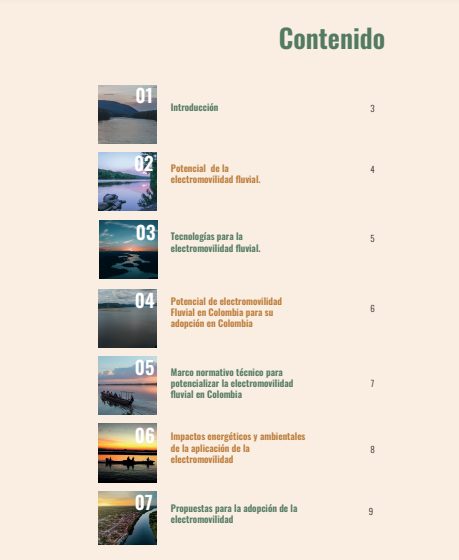 Contenido
01
Introducción
3
02
Potencial de la
electromovilidad fluvial.
4
03
Tecnologías para la
electromovilidad fluvial.
5
04
Potencial de electromovilidad
Fluvial en Colombia para su
adopción en Colombia
6
05
Marco normativo técnico para
potencializar la electromovilidad
fluvial en Colombia
7
06
Impactos energéticos y ambientales
de la aplicación de la
electromovilidad
8
07
Propuestas para la adopción de la
electromovilidad
9